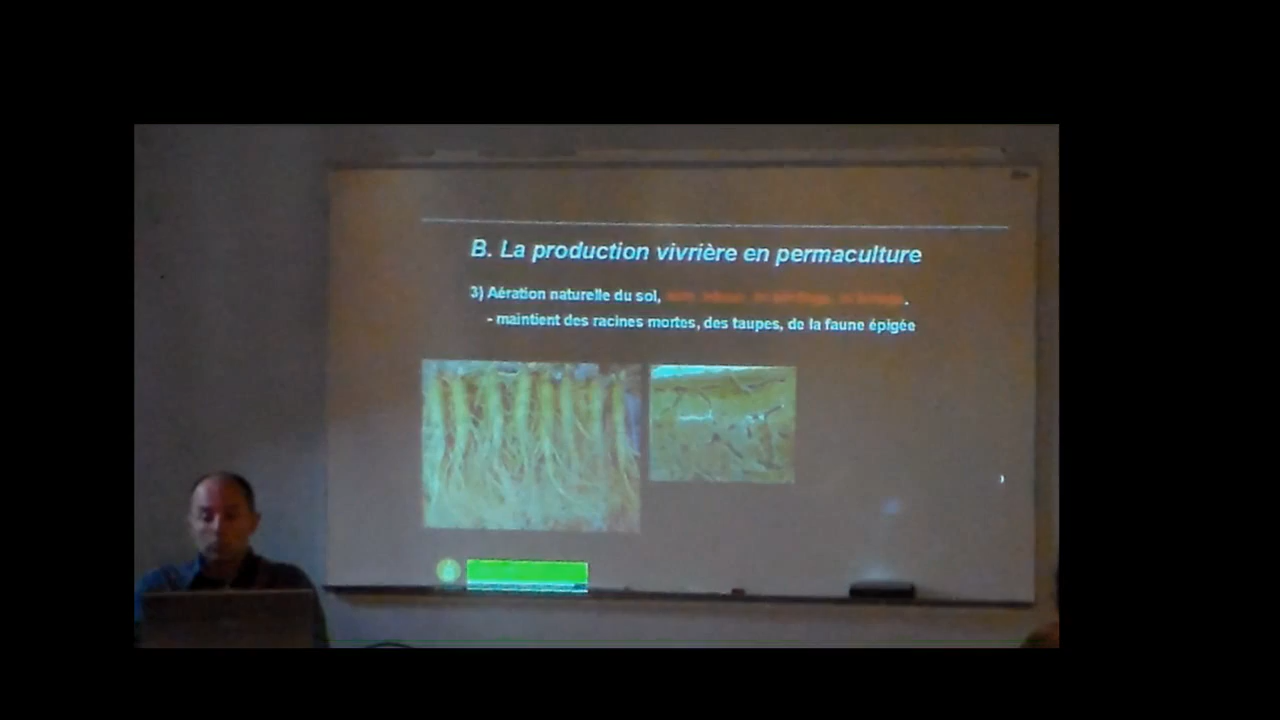 B. La production vivrière en permaculture
3) Aération naturelle du sol,
- maintient des racines mortes, des taupes, de la faune épigée